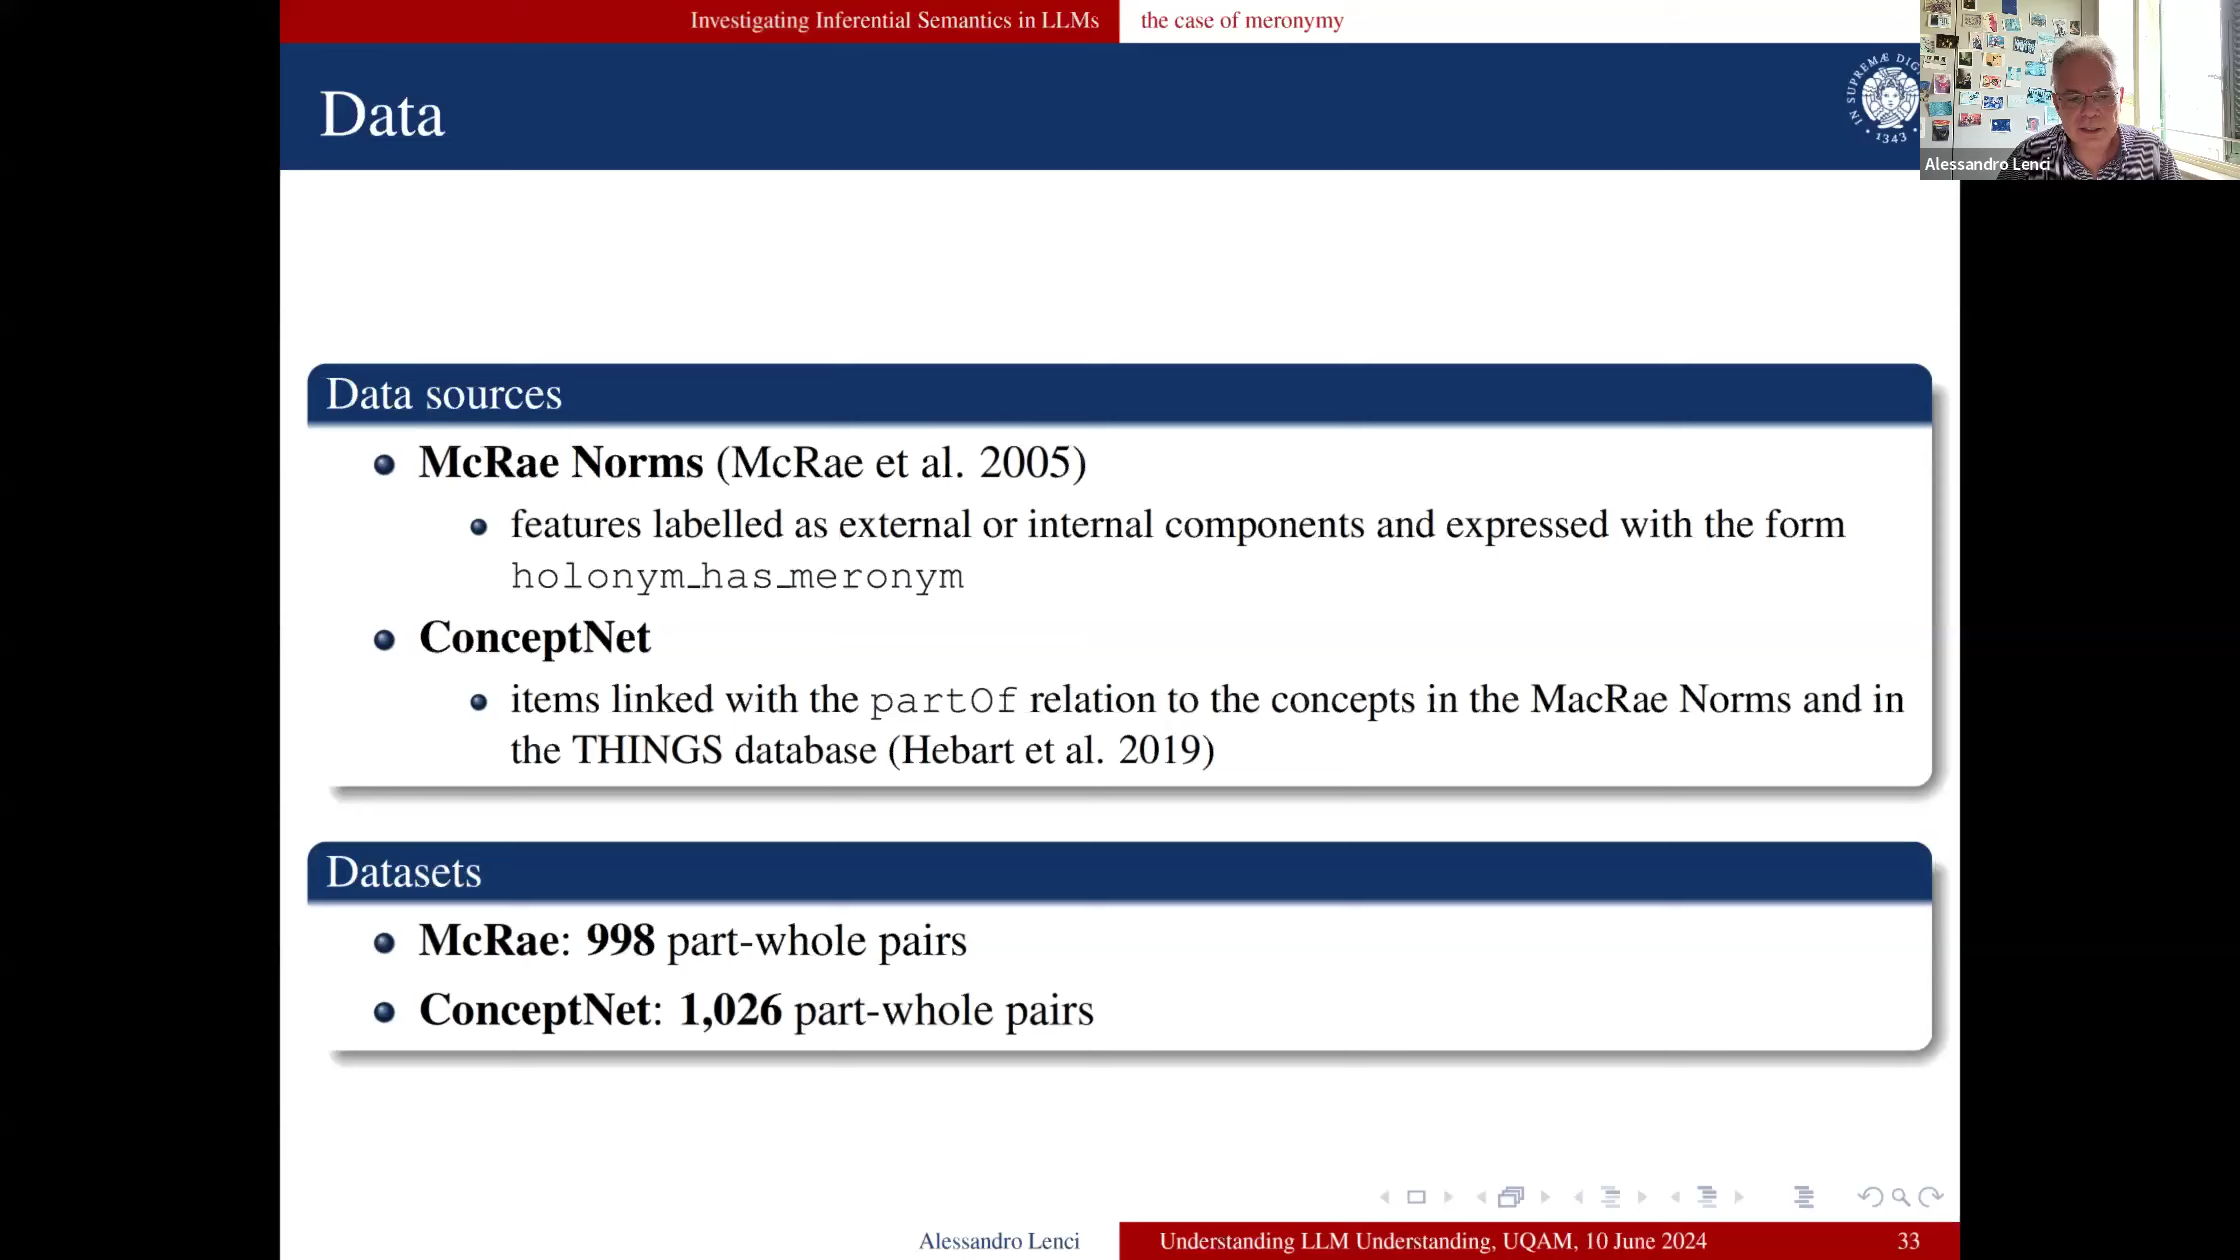 Investigating Inferential Semantics in LLMs
the case of meronymy
Data
IN SUPREMÆ DIG
• 1343 •
Alessandro Lenci
Data sources
McRae Norms (McRae et al. 2005)
features labelled as external or internal components and expressed with the form
holonym_has_meronym
ConceptNet
items linked with the partOf relation to the concepts in the MacRae Norms and in
the THINGS database (Hebart et al. 2019)
Datasets
McRae: 998 part-whole pairs
ConceptNet: 1,026 part-whole pairs
Alessandro Lenci
Understanding LLM Understanding, UQAM, 10 June 2024
33